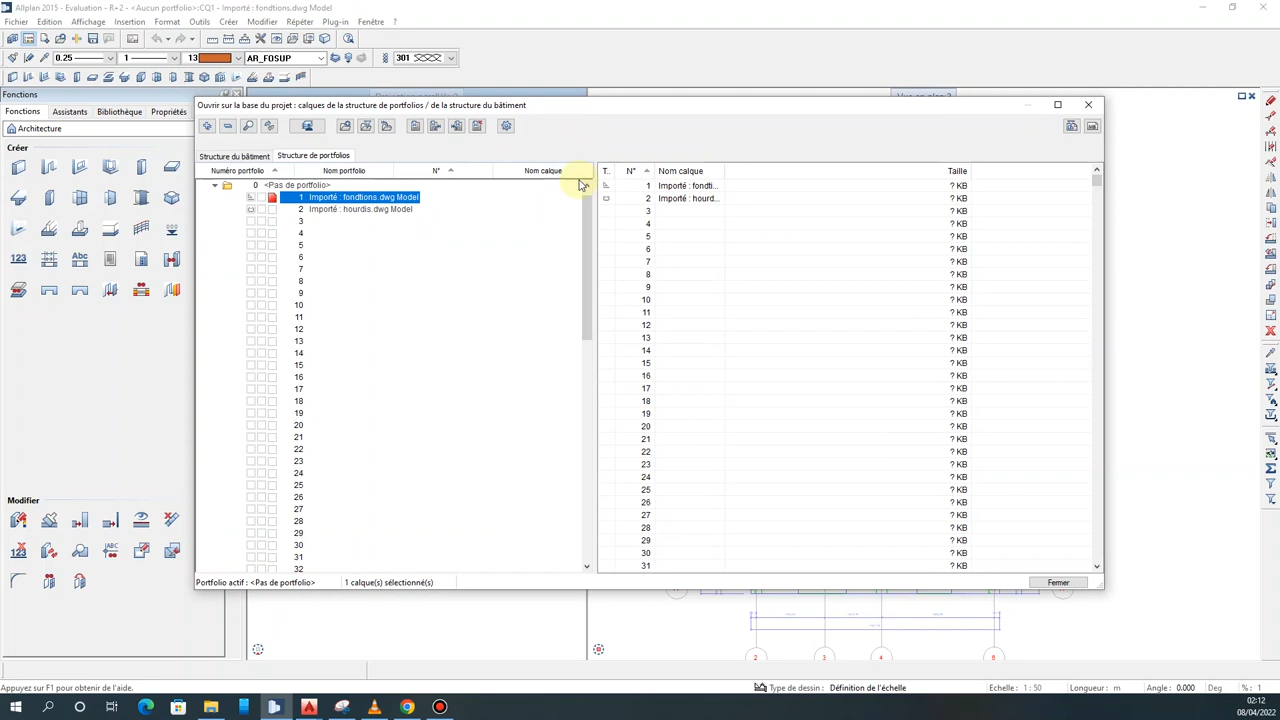 Allplan 2015 - Evaluation - R+2 - <Aucun portfolio>:CQ1 - Importé : fondtions.dwg Model
Fichier Edition Affichage Insertion Format Outils Créer Modifier Répéter Plug-in Fenêtre ?
0.25 1 13 AR_FOSUP 301
Fonctions
Fonctions Assistants Bibliothèque Propriétés
Architecture
Créer
Modifier
Ouvrir sur la base du projet : calques de la structure de portfolios / de la structure du bâtiment
Structure du bâtiment Structure de portfolios
Numéro portfolio Nom portfolio N° Nom calque T.. N° Nom calque Taille
0 <Pas de portfolio>
1 Importé : fondtions.dwg Model
2 Importé : hourdis.dwg Model
3
4
5
6
7
8
9
10
11
12
13
14
15
16
17
18
19
20
21
22
23
24
25
26
27
28
29
30
31
32
1 Importé : fondti... ? KB
2 Importé : hourd... ? KB
3 ? KB
4 ? KB
5 ? KB
6 ? KB
7 ? KB
8 ? KB
9 ? KB
10 ? KB
11 ? KB
12 ? KB
13 ? KB
14 ? KB
15 ? KB
16 ? KB
17 ? KB
18 ? KB
19 ? KB
20 ? KB
21 ? KB
22 ? KB
23 ? KB
24 ? KB
25 ? KB
26 ? KB
27 ? KB
28 ? KB
29 ? KB
30 ? KB
31 ? KB
Portfolio actif : <Pas de portfolio> 1 calque(s) sélectionné(s) Fermer
2 3 4
Appuyez sur F1 pour obtenir de l'aide. Type de dessin : Définition de l'échelle Echelle : 1 : 50 Longueur : m Angle : 0.000 Deg % : 1
02:12
08/04/2022